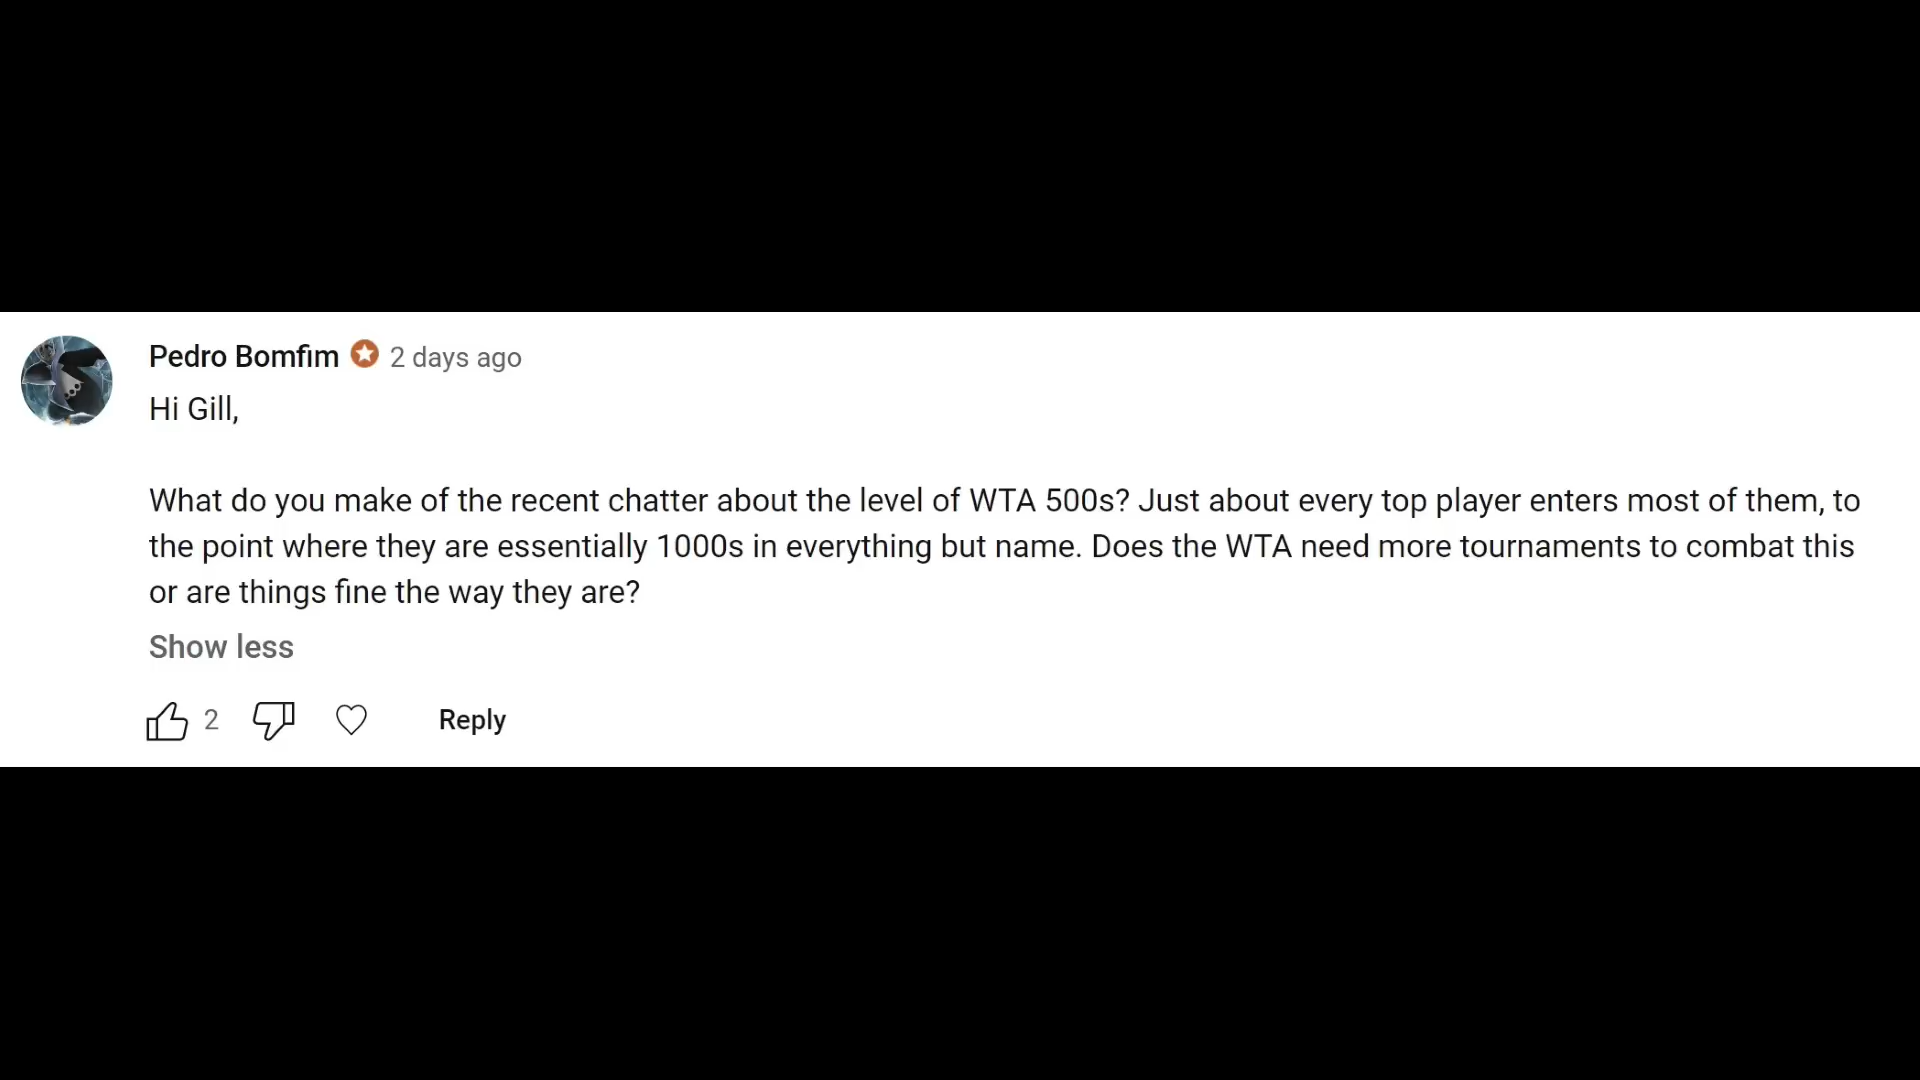 Pedro Bomfim 2 days ago
Hi Gill,
What do you make of the recent chatter about the level of WTA 500s? Just about every top player enters most of them, to
the point where they are essentially 1000s in everything but name. Does the WTA need more tournaments to combat this
or are things fine the way they are?
Show less
2 Reply